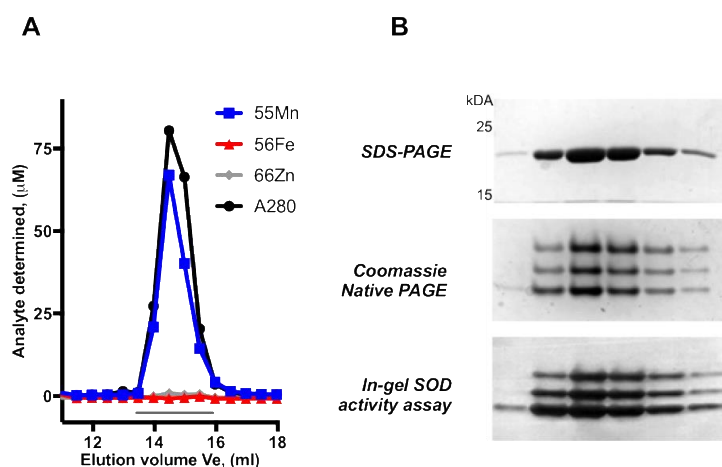 A
B
Analyte determined, (μM)
75
50
25
0
12
14
16
18
Elution volume Ve, (ml)
55Mn
56Fe
66Zn
A280
kDA
25
15
SDS-PAGE
Coomassie
Native PAGE
In-gel SOD
activity assay